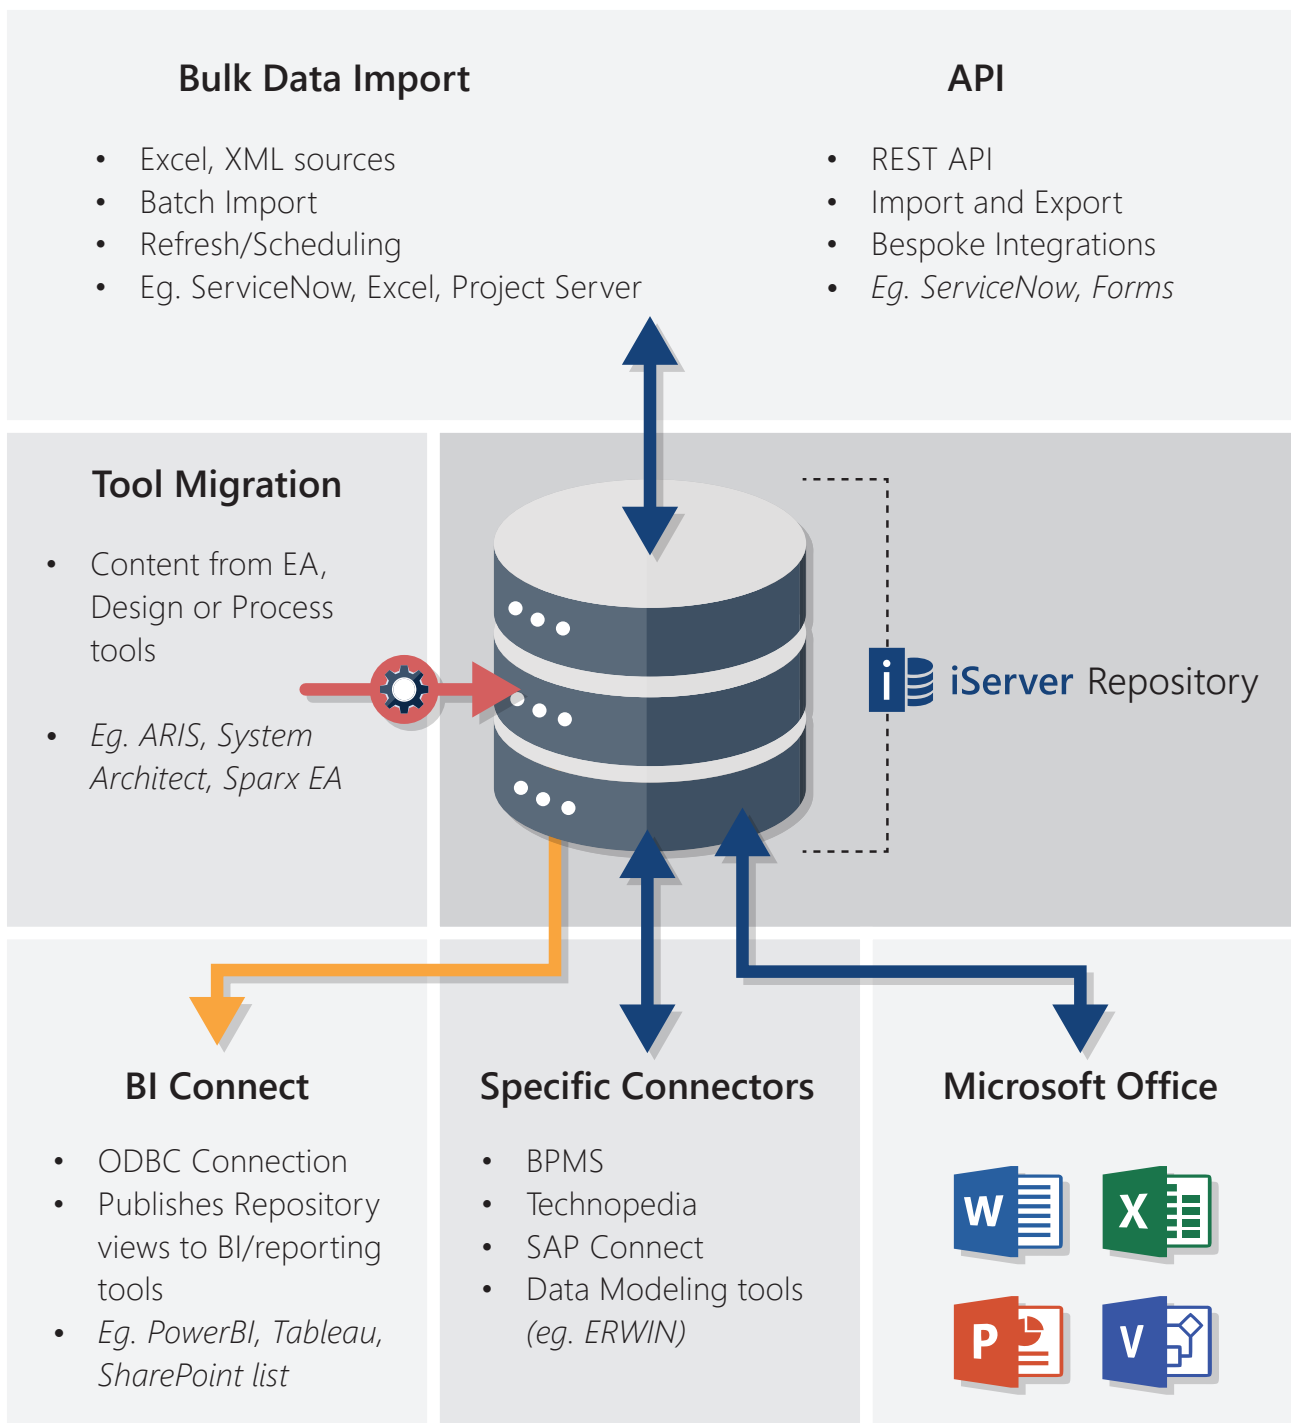 Bulk Data Import
• Excel, XML sources
• Batch Import
• Refresh/Scheduling
• Eg. ServiceNow, Excel, Project Server
API
• REST API
• Import and Export
• Bespoke Integrations
• Eg. ServiceNow, Forms
Tool Migration
• Content from EA,
Design or Process
tools
• Eg. ARIS, System
Architect, Sparx EA
i iServer Repository
BI Connect
• ODBC Connection
• Publishes Repository
views to BI/reporting
tools
• Eg. PowerBI, Tableau,
SharePoint list
Specific Connectors
• BPMS
• Technopedia
• SAP Connect
• Data Modeling tools
(eg. ERWIN)
Microsoft Office
W X
P V